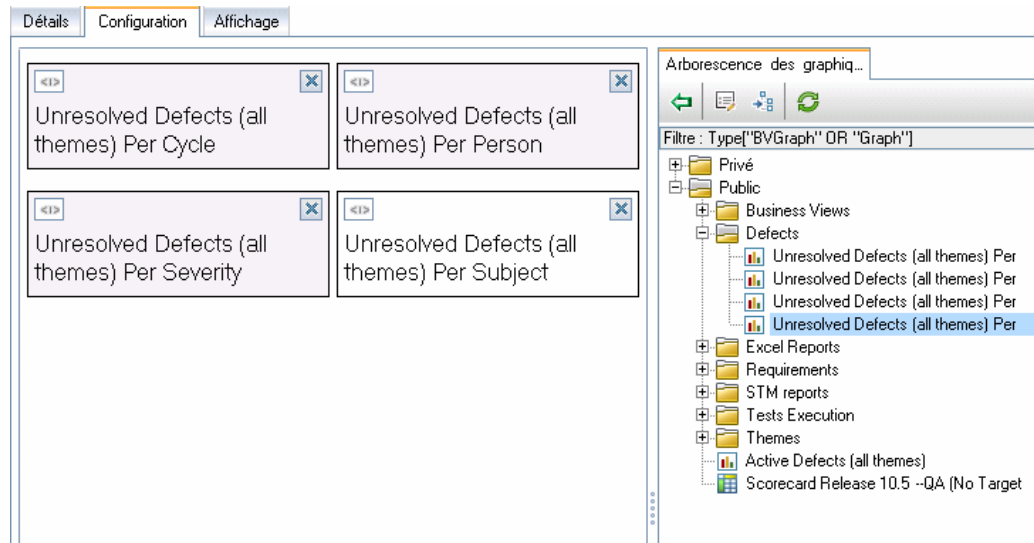 Détails Configuration Affichage
Unresolved Defects (all
themes) Per Cycle
Unresolved Defects (all
themes) Per Person
Unresolved Defects (all
themes) Per Severity
Unresolved Defects (all
themes) Per Subject
Arborescence des graphiq...
Filtre : Type["BVGraph" OR "Graph"]
Privé
Public
Business Views
Defects
Unresolved Defects (all themes) Per
Unresolved Defects (all themes) Per
Unresolved Defects (all themes) Per
Unresolved Defects (all themes) Per
Excel Reports
Requirements
STM reports
Tests Execution
Themes
Active Defects (all themes)
Scorecard Release 10.5 --QA (No Target